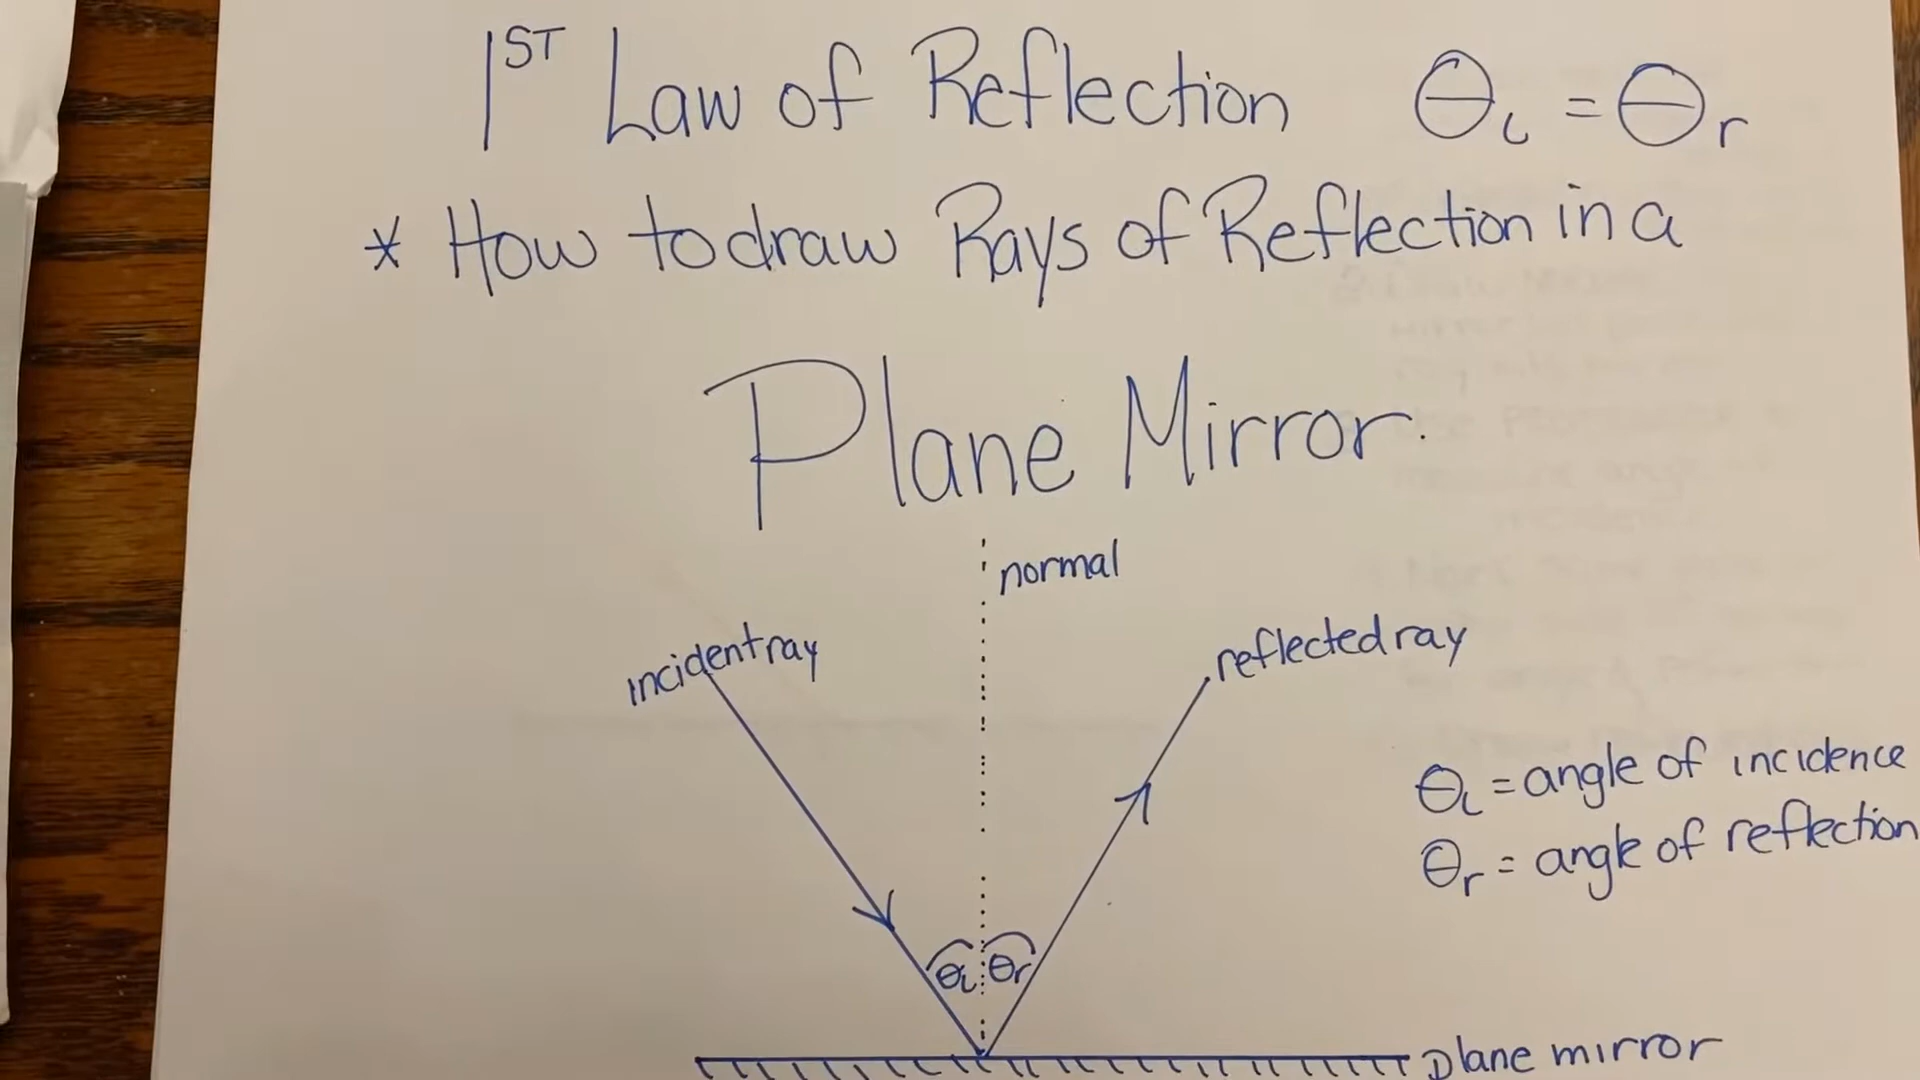 1ST Law of Reflection θi = θr
* How to draw Rays of Reflection in a
Plane Mirror.
normal
incident ray
reflected ray
θi = angle of incidence
θr = angle of reflection
θi θr
plane mirror